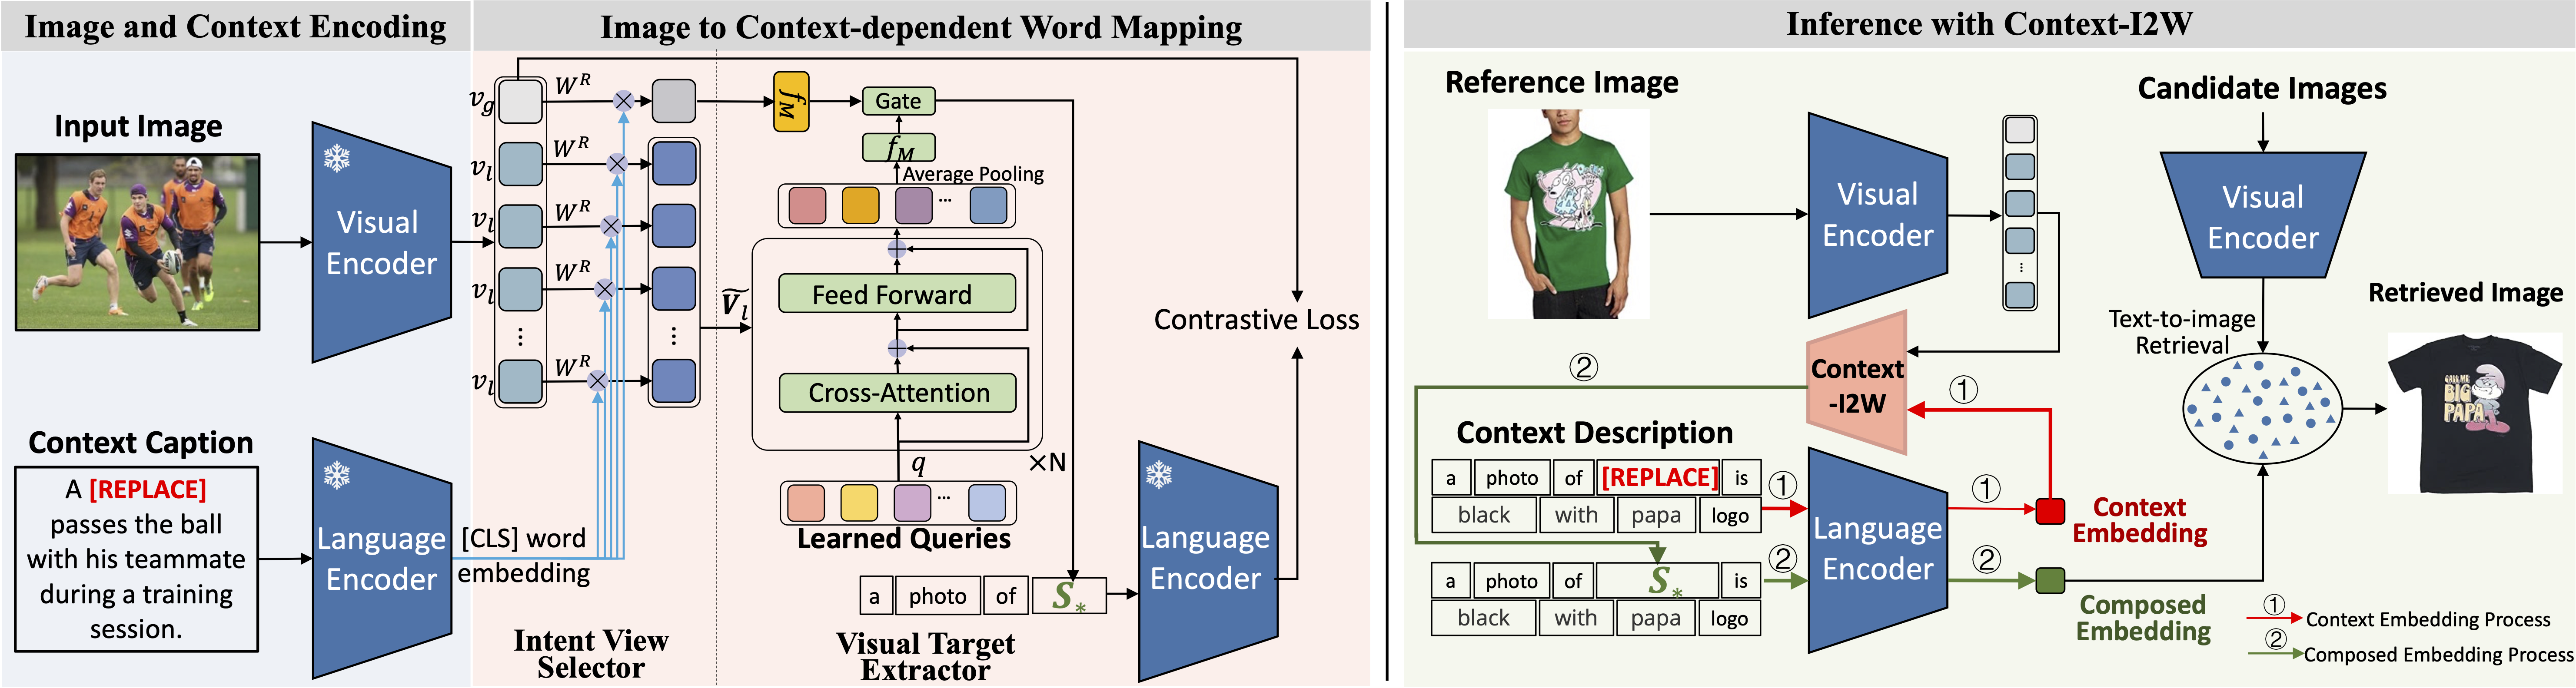 Image and Context Encoding
Input Image
Visual
Encoder
Context Caption
A [REPLACE]
passes the ball
with his teammate
during a training
session.
Language
Encoder
[CLS] word
embedding
Image to Context-dependent Word Mapping
v_g
W^R
v_l
W^R
v_l
W^R
v_l
W^R
⋮
v_l
W^R
⋮
Intent View
Selector
Ṽ_l
f_M
Gate
f_M
Average Pooling
...
Feed Forward
Cross-Attention
×N
q
...
Learned Queries
a photo of S_*
Visual Target
Extractor
Language
Encoder
Contrastive Loss
Inference with Context-I2W
Reference Image
Visual
Encoder
⋮
Candidate Images
Visual
Encoder
Text-to-image
Retrieval
Retrieved Image
CALL ME
BIG
PAPA
Context
-I2W
①
②
Context Description
a photo of [REPLACE] is
black with papa logo
①
a photo of S_* is
black with papa logo
②
Language
Encoder
①
Context
Embedding
②
Composed
Embedding
① Context Embedding Process
② Composed Embedding Process